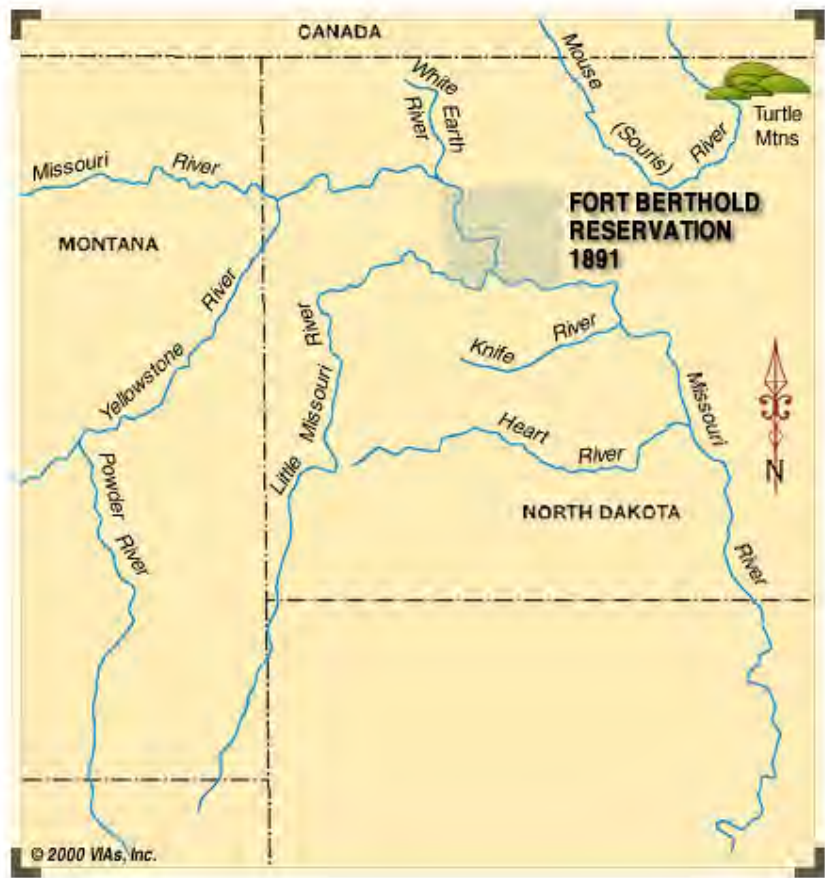 CANADA
White
Earth
River
Mouse
(Souris)
River
Turtle
Mtns
Missouri River
FORT BERTHOLD
RESERVATION
1891
MONTANA
Yellowstone River
Little Missouri River
Knife River
Missouri
River
Heart River
Powder
River
N
NORTH DAKOTA
© 2000 VIAs, Inc.